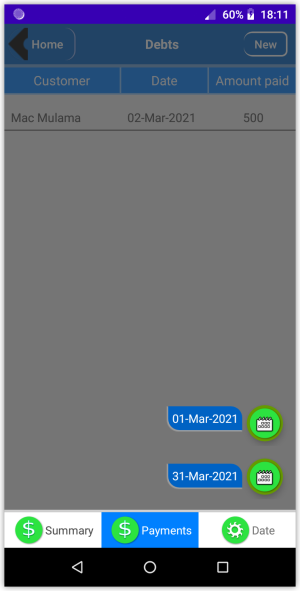 60% 18:11
Home Debts New
Customer Date Amount paid
Mac Mulama 02-Mar-2021 500
01-Mar-2021
31-Mar-2021
$ Summary $ Payments Date